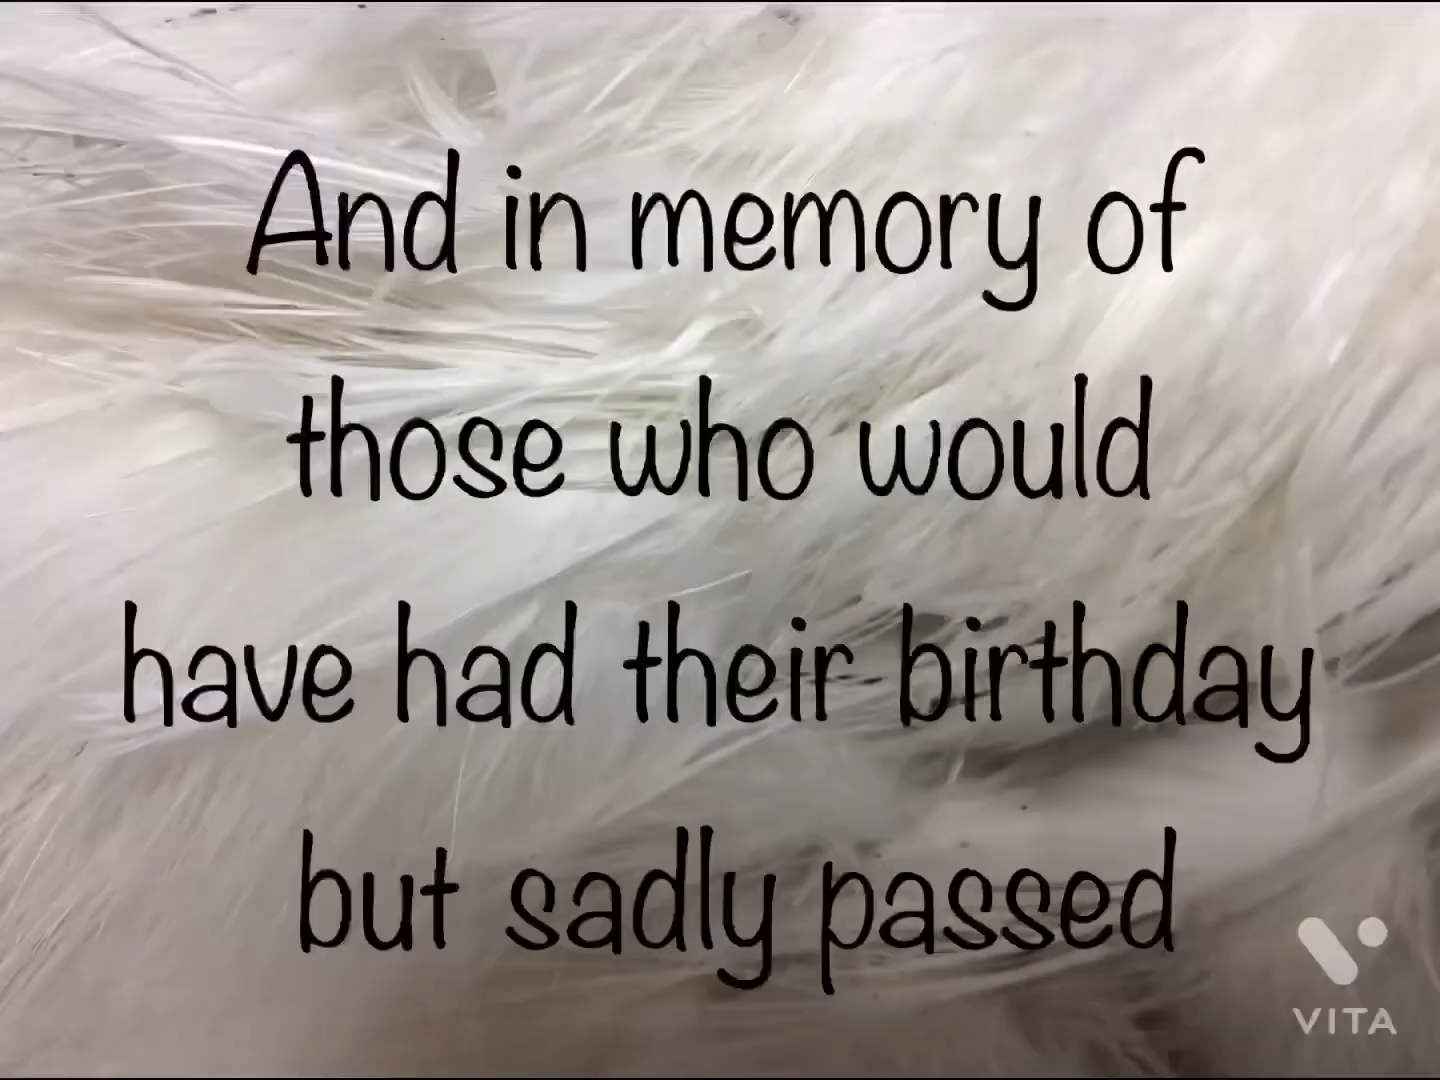 And in memory of
those who would
have had their birthday
but sadly passed
VITA